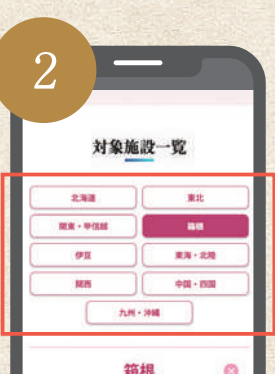 2
対象施設一覧
北海道 東北
関東・甲信越 箱根
伊豆 東海・北陸
関西 中国・四国
九州・沖縄
箱根